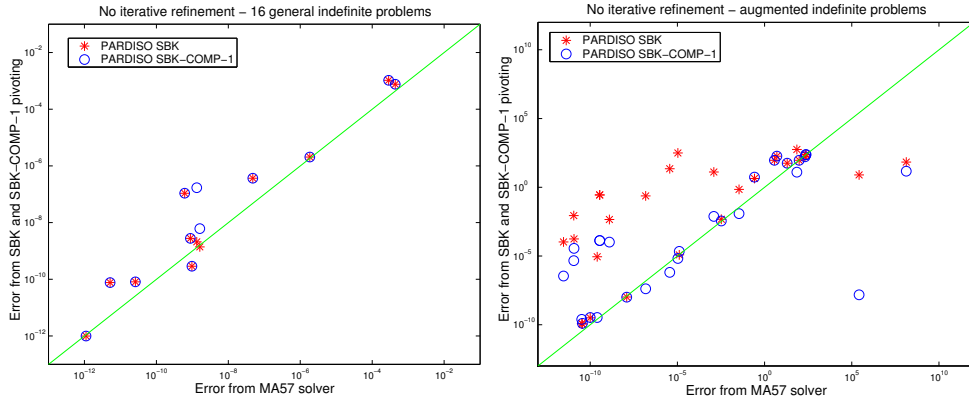 No iterative refinement − 16 general indefinite problems
PARDISO SBK
PARDISO SBK−COMP−1
Error from SBK and SBK−COMP−1 pivoting
10^−2
10^−4
10^−6
10^−8
10^−10
10^−12
10^−12
10^−10
10^−8
10^−6
10^−4
10^−2
Error from MA57 solver
No iterative refinement − augmented indefinite problems
PARDISO SBK
PARDISO SBK−COMP−1
Error from SBK and SBK−COMP−1 pivoting
10^10
10^5
10^0
10^−5
10^−10
10^−10
10^−5
10^0
10^5
10^10
Error from MA57 solver